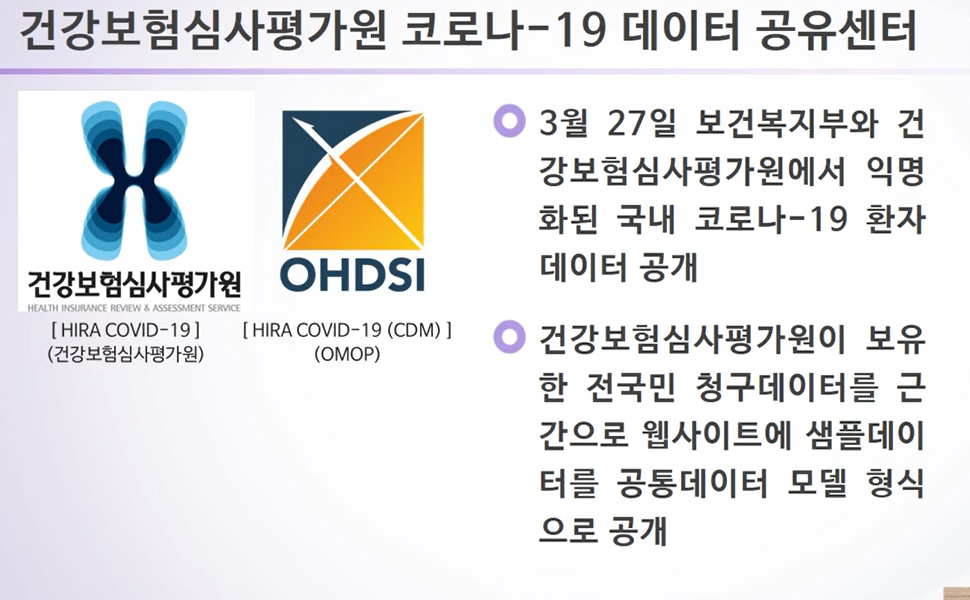 건강보험심사평가원 코로나-19 데이터 공유센터
건강보험심사평가원
HEALTH INSURANCE REVIEW & ASSESSMENT SERVICE
[ HIRA COVID-19 ]
(건강보험심사평가원)
OHDSI
[ HIRA COVID-19 (CDM) ]
(OMOP)
3월 27일 보건복지부와 건
강보험심사평가원에서 익명
화된 국내 코로나-19 환자
데이터 공개
건강보험심사평가원이 보유
한 전국민 청구데이터를 근
간으로 웹사이트에 샘플데이
터를 공통데이터 모델 형식
으로 공개